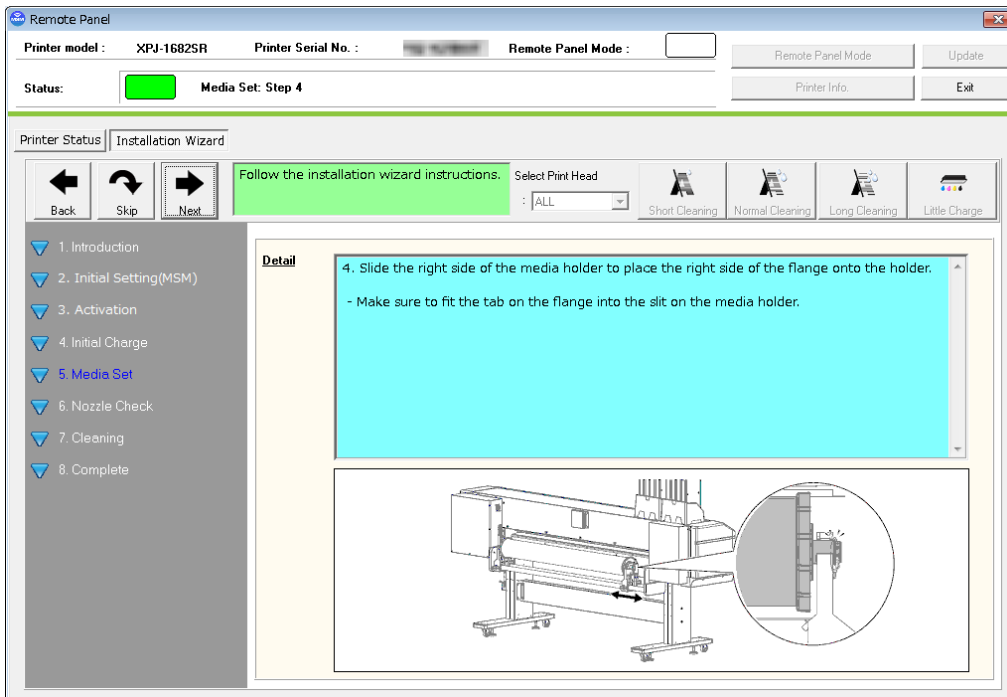 Remote Panel
Printer model : XPJ-1682SR Printer Serial No. : Remote Panel Mode :
Remote Panel Mode Update
Status: Media Set: Step 4
Printer Info. Exit
Printer Status Installation Wizard
Back Skip Next
Follow the installation wizard instructions.
Select Print Head
: ALL
Short Cleaning Normal Cleaning Long Cleaning Little Charge
1. Introduction
2. Initial Setting(MSM)
3. Activation
4. Initial Charge
5. Media Set
6. Nozzle Check
7. Cleaning
8. Complete
Detail
4. Slide the right side of the media holder to place the right side of the flange onto the holder.
- Make sure to fit the tab on the flange into the slit on the media holder.